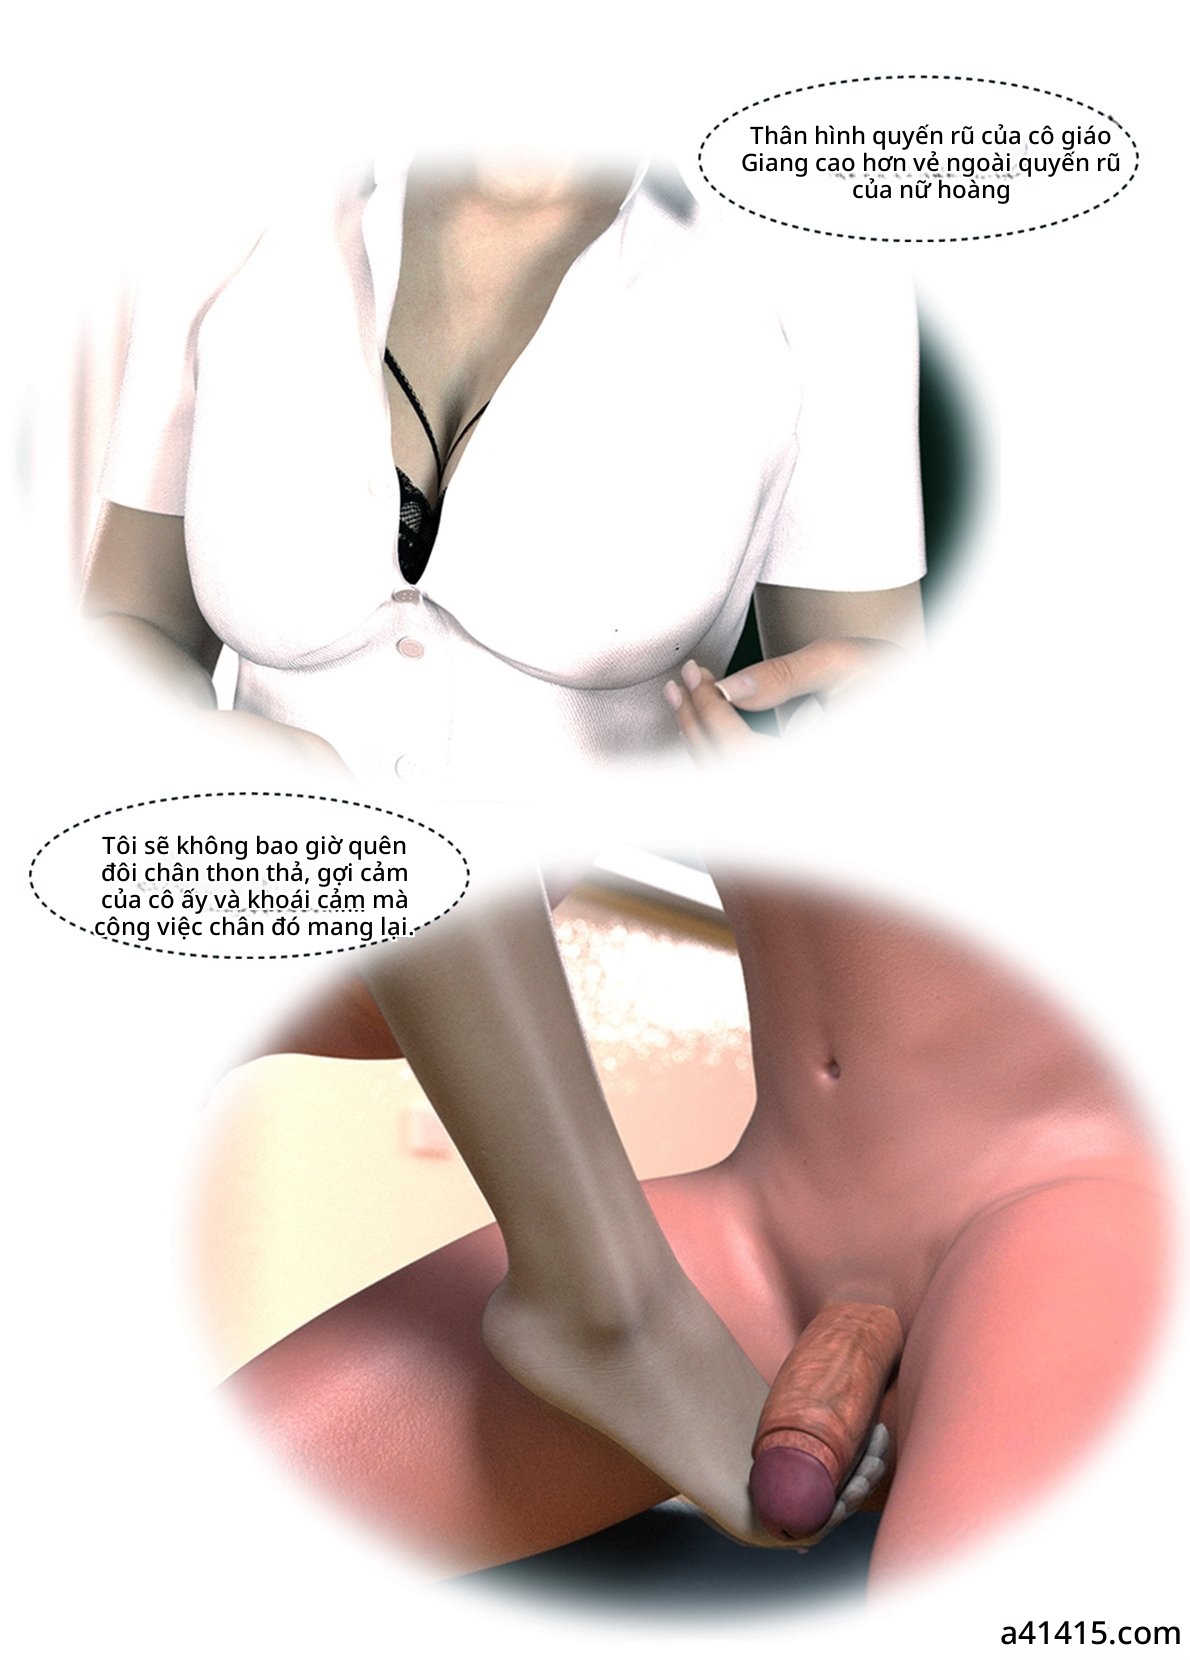 Thân hình quyến rũ của cô giáo
Giang cao hơn vẻ ngoài quyến rũ
của nữ hoàng
Tôi sẽ không bao giờ quên
đôi chân thon thả, gợi cảm
của cô ấy và khoái cảm mà
công việc chân đó mang lại.
a41415.com